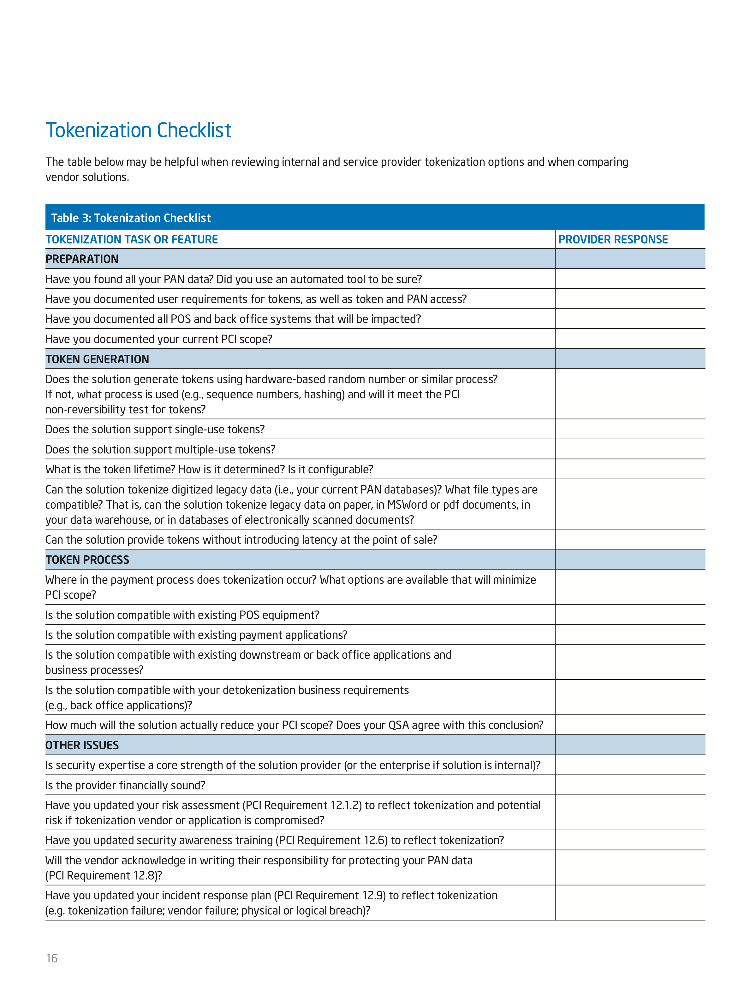 Tokenization Checklist
The table below may be helpful when reviewing internal and service provider tokenization options and when comparing
vendor solutions.
Table 3: Tokenization Checklist
TOKENIZATION TASK OR FEATURE PROVIDER RESPONSE
PREPARATION
Have you found all your PAN data? Did you use an automated tool to be sure?
Have you documented user requirements for tokens, as well as token and PAN access?
Have you documented all POS and back office systems that will be impacted?
Have you documented your current PCI scope?
TOKEN GENERATION
Does the solution generate tokens using hardware-based random number or similar process?
If not, what process is used (e.g., sequence numbers, hashing) and will it meet the PCI
non-reversibility test for tokens?
Does the solution support single-use tokens?
Does the solution support multiple-use tokens?
What is the token lifetime? How is it determined? Is it configurable?
Can the solution tokenize digitized legacy data (i.e., your current PAN databases)? What file types are
compatible? That is, can the solution tokenize legacy data on paper, in MSWord or pdf documents, in
your data warehouse, or in databases of electronically scanned documents?
Can the solution provide tokens without introducing latency at the point of sale?
TOKEN PROCESS
Where in the payment process does tokenization occur? What options are available that will minimize
PCI scope?
Is the solution compatible with existing POS equipment?
Is the solution compatible with existing payment applications?
Is the solution compatible with existing downstream or back office applications and
business processes?
Is the solution compatible with your detokenization business requirements
(e.g., back office applications)?
How much will the solution actually reduce your PCI scope? Does your QSA agree with this conclusion?
OTHER ISSUES
Is security expertise a core strength of the solution provider (or the enterprise if solution is internal)?
Is the provider financially sound?
Have you updated your risk assessment (PCI Requirement 12.1.2) to reflect tokenization and potential
risk if tokenization vendor or application is compromised?
Have you updated security awareness training (PCI Requirement 12.6) to reflect tokenization?
Will the vendor acknowledge in writing their responsibility for protecting your PAN data
(PCI Requirement 12.8)?
Have you updated your incident response plan (PCI Requirement 12.9) to reflect tokenization
(e.g. tokenization failure; vendor failure; physical or logical breach)?
16